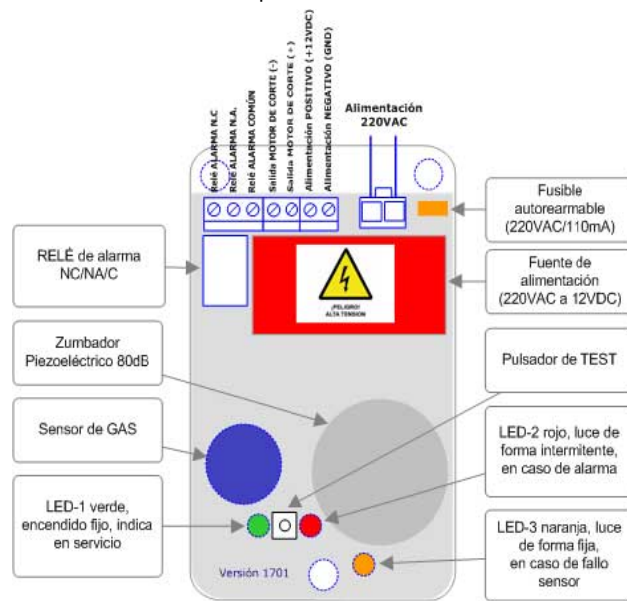 Relé ALARMA N.C
Relé ALARMA N.A.
Relé ALARMA COMÚN
Salida MOTOR DE CORTE (-)
Salida MOTOR DE CORTE (+)
Alimentación POSITIVO (+12VDC)
Alimentación NEGATIVO (GND)
Alimentación
220VAC
Fusible
autorearmable
(220VAC/110mA)
RELÉ de alarma
NC/NA/C
Fuente de
alimentación
(220VAC a 12VDC)
¡PELIGRO!
ALTA TENSION
Zumbador
Piezoeléctrico 80dB
Pulsador de TEST
Sensor de GAS
LED-2 rojo, luce de
forma intermitente,
en caso de alarma
LED-1 verde,
encendido fijo, indica
en servicio
LED-3 naranja, luce
de forma fija,
en caso de fallo
sensor
Versión 1701